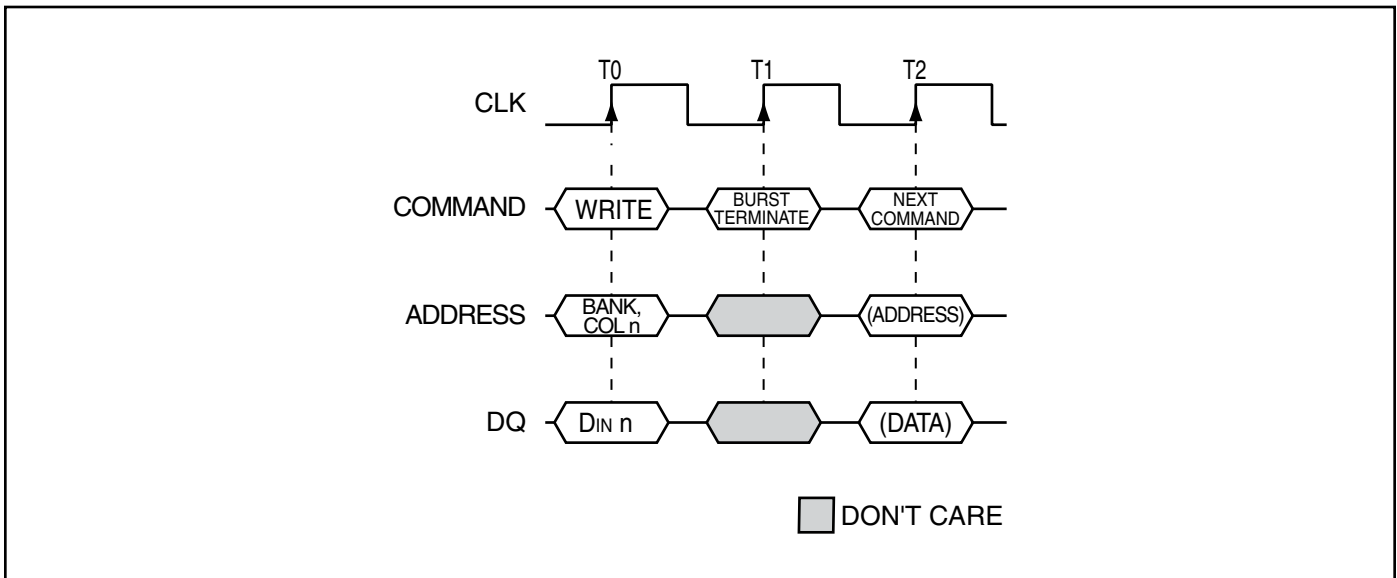 T0 T1 T2
CLK
COMMAND WRITE BURST TERMINATE NEXT COMMAND
ADDRESS BANK, COL n (ADDRESS)
DQ DIN n (DATA)
DON'T CARE